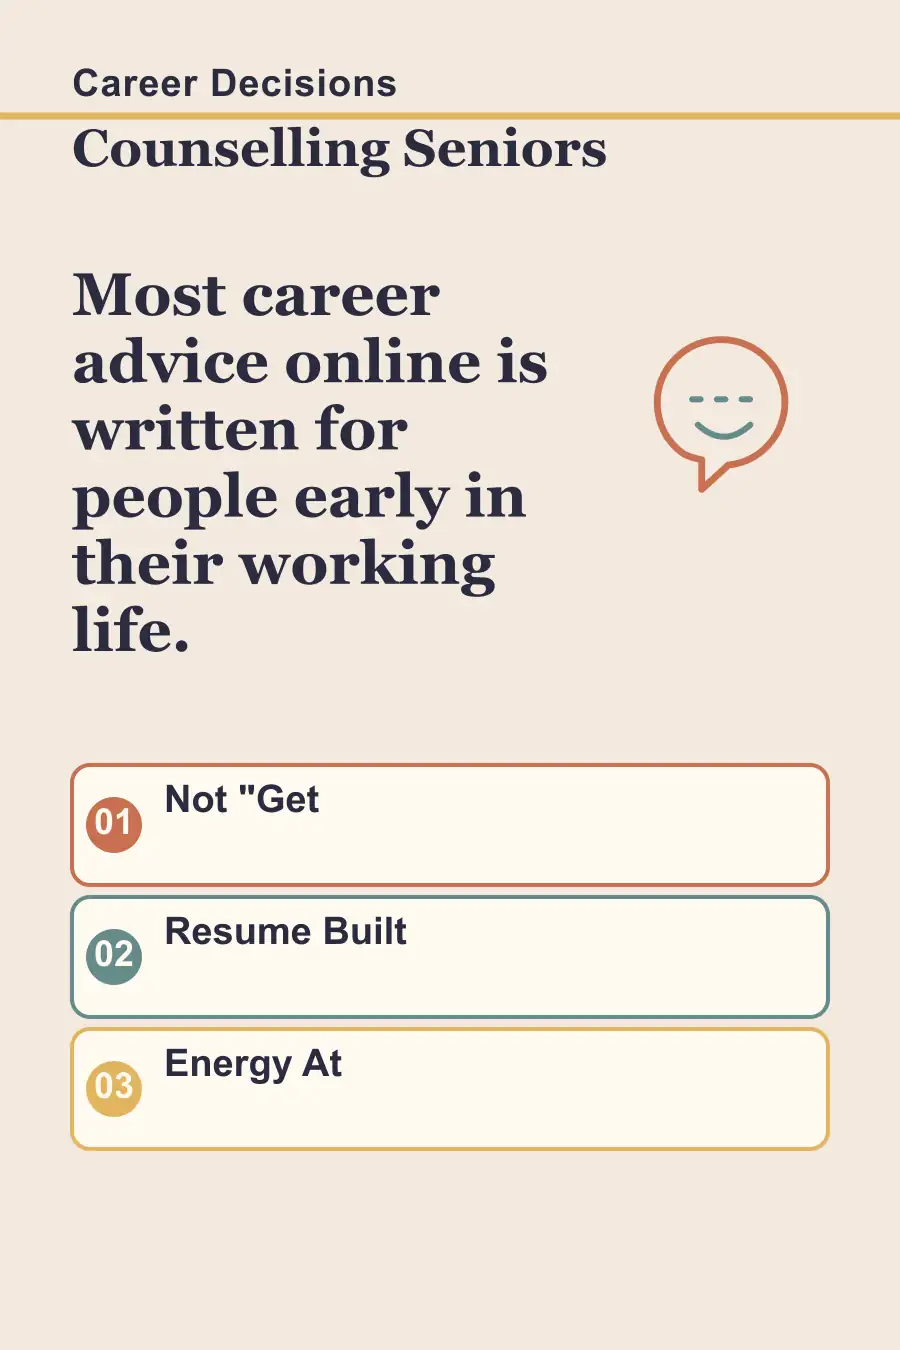 Career Decisions
Counselling Seniors
Most career
advice online is
written for
people early in
their working
life.
01
Not "Get
02
Resume Built
03
Energy At